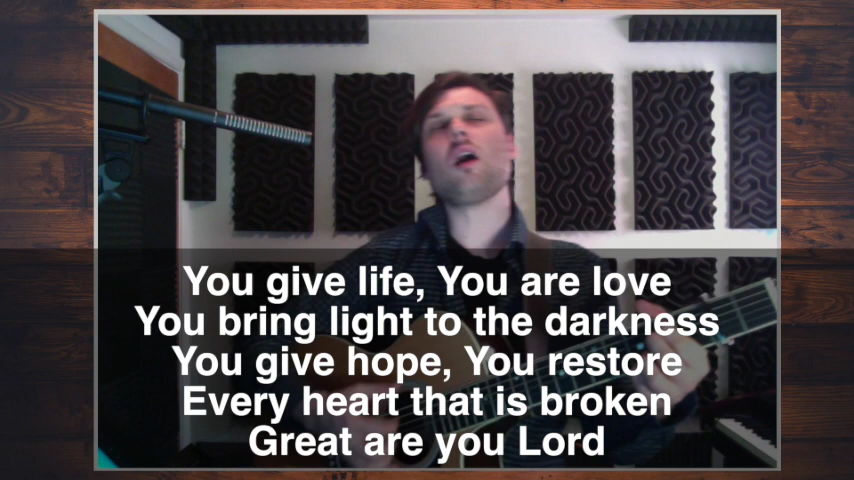 You give life, You are love
You bring light to the darkness
You give hope, You restore
Every heart that is broken
Great are you Lord